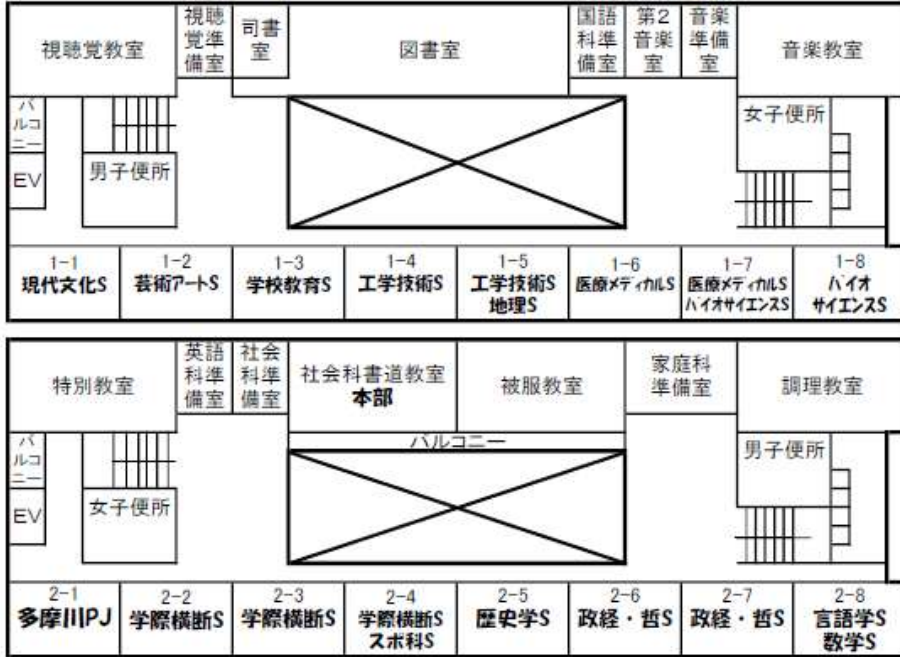 視聴覚教室
視聴
覚準
備室
司書
室
図書室
国語
科準
備室
第2
音楽
室
音楽
準備
室
音楽教室
バ
ルコ
ニー
EV
男子便所
女子便所
1-1
現代文化S
1-2
芸術アートS
1-3
学校教育S
1-4
工学技術S
1-5
工学技術S
地理S
1-6
医療メディカルS
1-7
医療メディカルS
バイオサイエンスS
1-8
バイオ
サイエンスS
特別教室
英語
科準
備室
社会
科準
備室
社会科書道教室
本部
被服教室
家庭科
準備室
調理教室
バルコニー
バ
ルコ
ニー
EV
女子便所
男子便所
2-1
多摩川PJ
2-2
学際横断S
2-3
学際横断S
2-4
学際横断S
スポ科S
2-5
歴史学S
2-6
政経・哲S
2-7
政経・哲S
2-8
言語学S
数学S